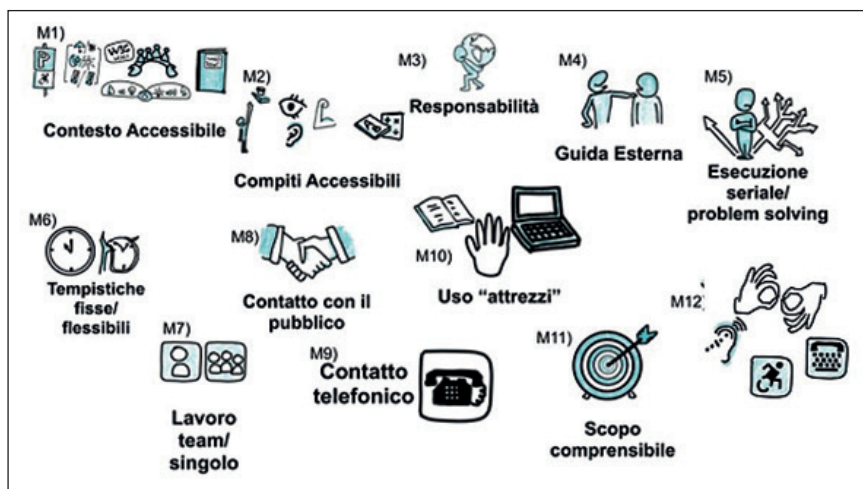 M1)
P
Contesto Accessibile
M2)
Compiti Accessibili
M3)
Responsabilità
M4)
Guida Esterna
M5)
Esecuzione
seriale/
problem solving
M6)
Tempistiche
fisse/
flessibili
M7)
Lavoro
team/
singolo
M8)
Contatto con il
pubblico
M9)
Contatto
telefonico
M10)
Uso “attrezzi”
M11)
Scopo
comprensibile
M12)